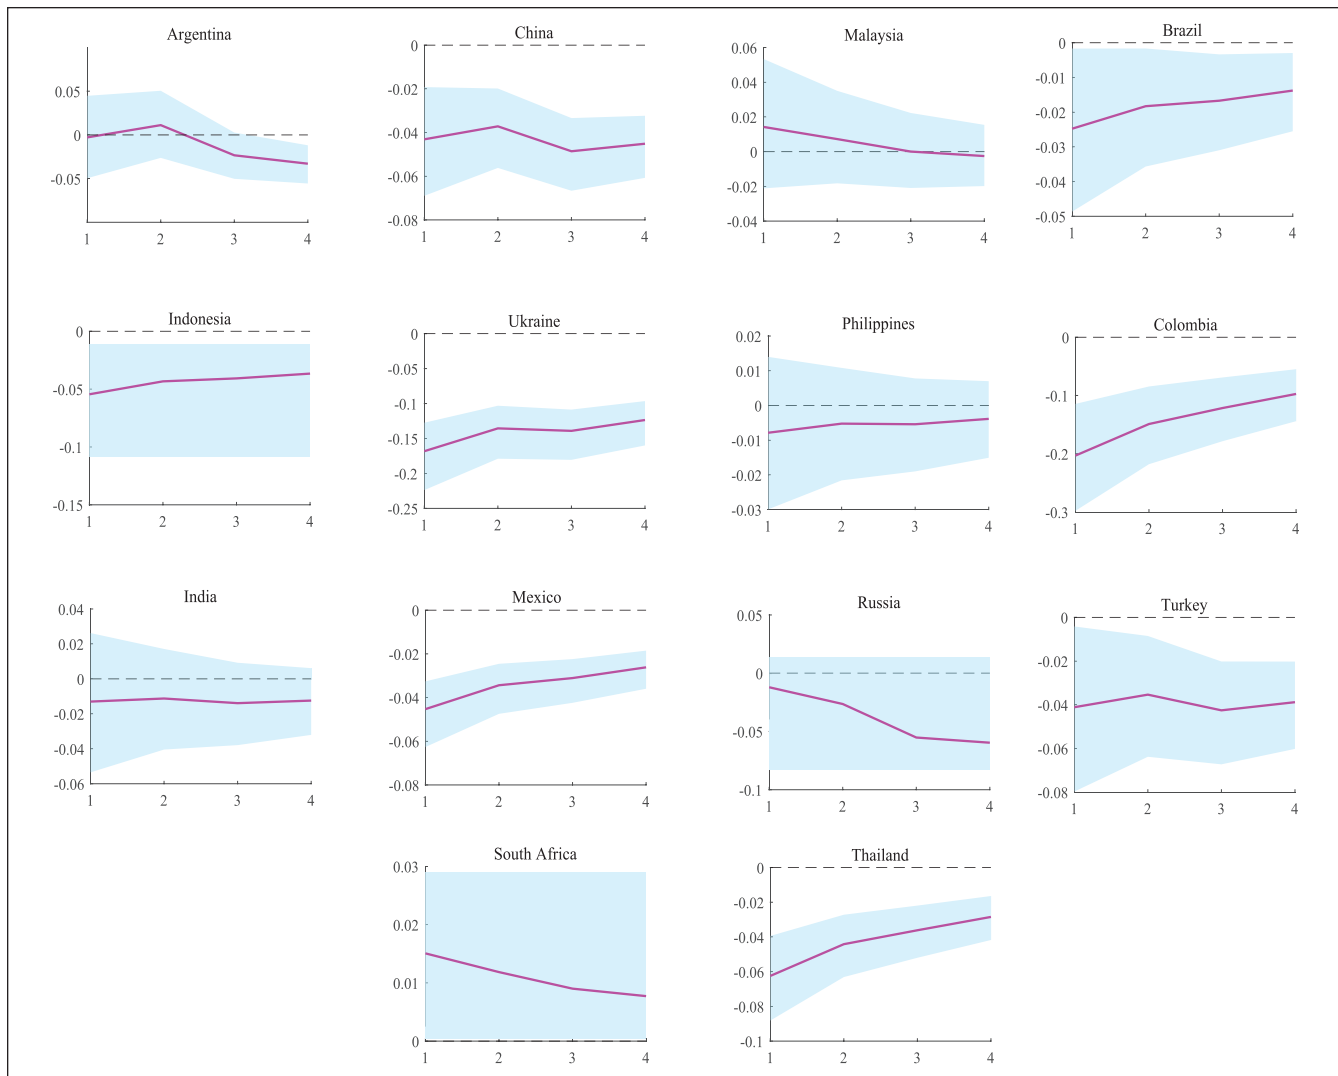 Argentina
0.05
0
-0.05
1 2 3 4
China
0
-0.02
-0.04
-0.06
-0.08
1 2 3 4
Malaysia
0.06
0.04
0.02
0
-0.02
-0.04
1 2 3 4
Brazil
0
-0.01
-0.02
-0.03
-0.04
-0.05
1 2 3 4
Indonesia
0
-0.05
-0.1
-0.15
1 2 3 4
Ukraine
0
-0.05
-0.1
-0.15
-0.2
-0.25
1 2 3 4
Philippines
0.02
0.01
0
-0.01
-0.02
-0.03
1 2 3 4
Colombia
0
-0.1
-0.2
-0.3
1 2 3 4
India
0.04
0.02
0
-0.02
-0.04
-0.06
1 2 3 4
Mexico
0
-0.02
-0.04
-0.06
-0.08
1 2 3 4
Russia
0.05
0
-0.05
-0.1
1 2 3 4
Turkey
0
-0.02
-0.04
-0.06
-0.08
1 2 3 4
South Africa
0.03
0.02
0.01
0
1 2 3 4
Thailand
0
-0.02
-0.04
-0.06
-0.08
-0.1
1 2 3 4